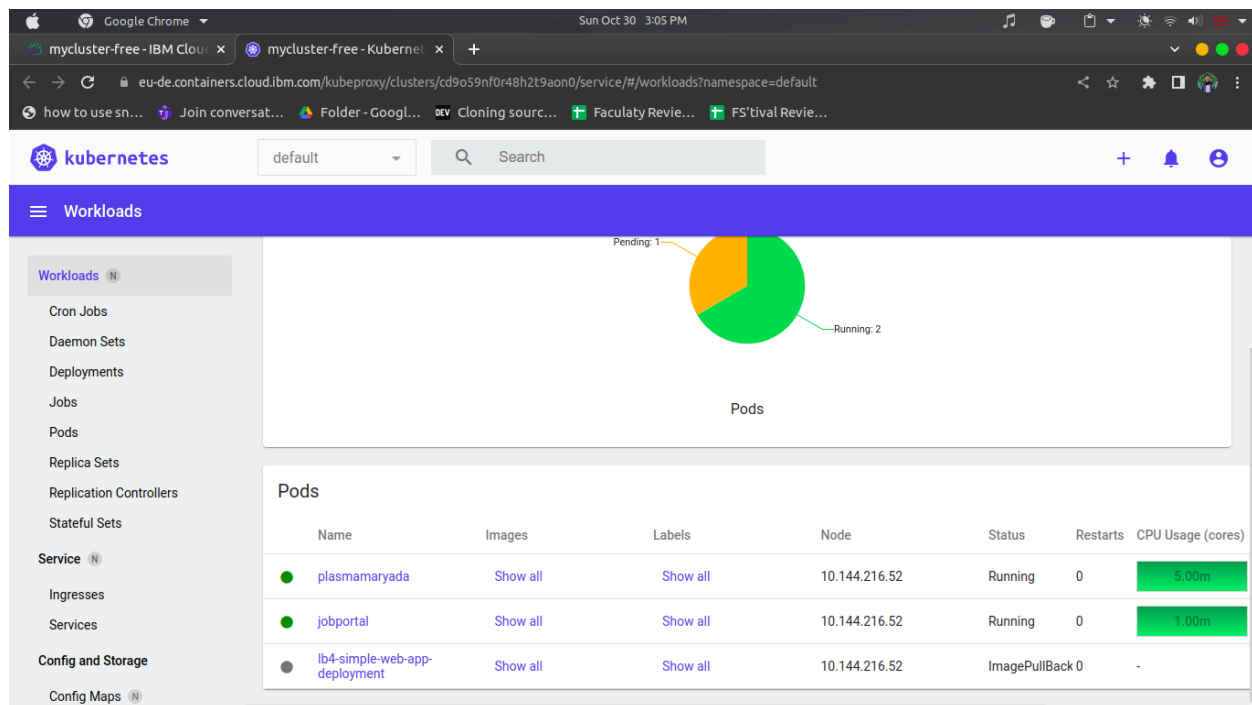 Google Chrome
Sun Oct 30 3:05 PM
mycluster-free - IBM Clou
mycluster-free - Kubernet
eu-de.containers.cloud.ibm.com/kubeproxy/clusters/cd9o59nf0r48h2t9aon0/service/#/workloads?namespace=default
how to use sn... Join conversat... Folder - Googl... DEV Cloning sourc... Faculaty Revie... FS'tival Revie...
kubernetes default Search
Workloads
Workloads N
Cron Jobs
Daemon Sets
Deployments
Jobs
Pods
Replica Sets
Replication Controllers
Stateful Sets
Service N
Ingresses
Services
Config and Storage
Config Maps N
Pending: 1
Running: 2
Pods
Pods
Name Images Labels Node Status Restarts CPU Usage (cores)
plasmamaryada Show all Show all 10.144.216.52 Running 0 5.00m
jobportal Show all Show all 10.144.216.52 Running 0 1.00m
lb4-simple-web-app-
deployment Show all Show all 10.144.216.52 ImagePullBack 0 -